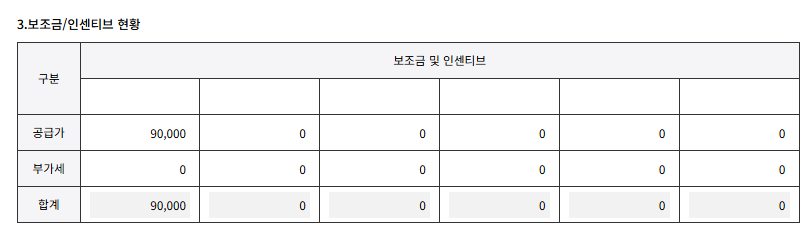 3.보조금/인센티브 현황
구분 보조금 및 인센티브
공급가 90,000 0 0 0 0 0
부가세 0 0 0 0 0 0
합계 90,000 0 0 0 0 0